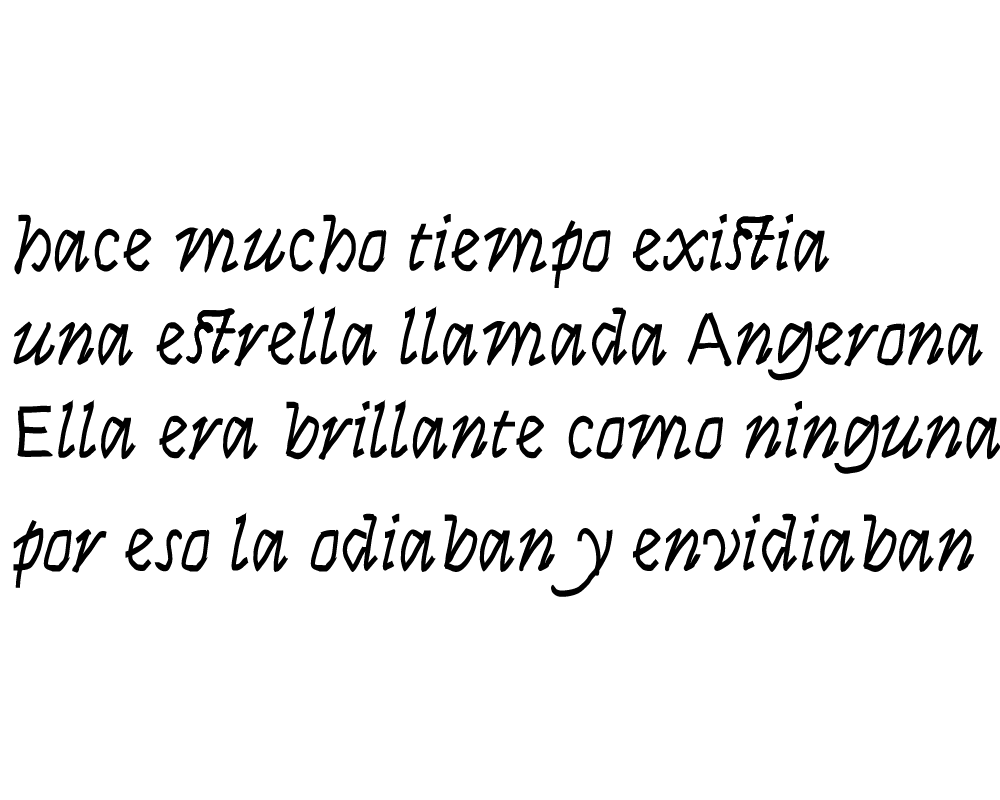 hace mucho tiempo existia
una estrella llamada Angerona
Ella era brillante como ninguna
por eso la odiaban y envidiaban